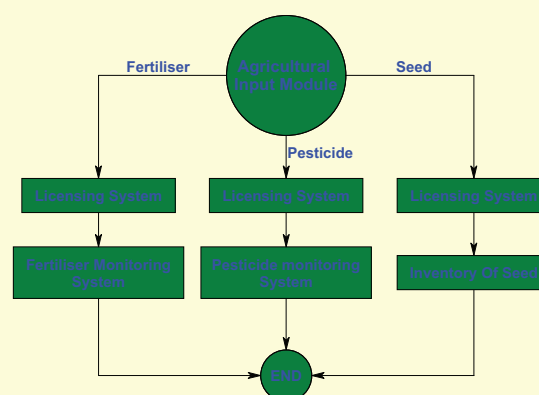 Agricultural
Input Module
Fertiliser
Seed
Pesticide
Licensing System
Licensing System
Licensing System
Fertiliser Monitoring
System
Pesticide monitoring
System
Inventory Of Seed
END